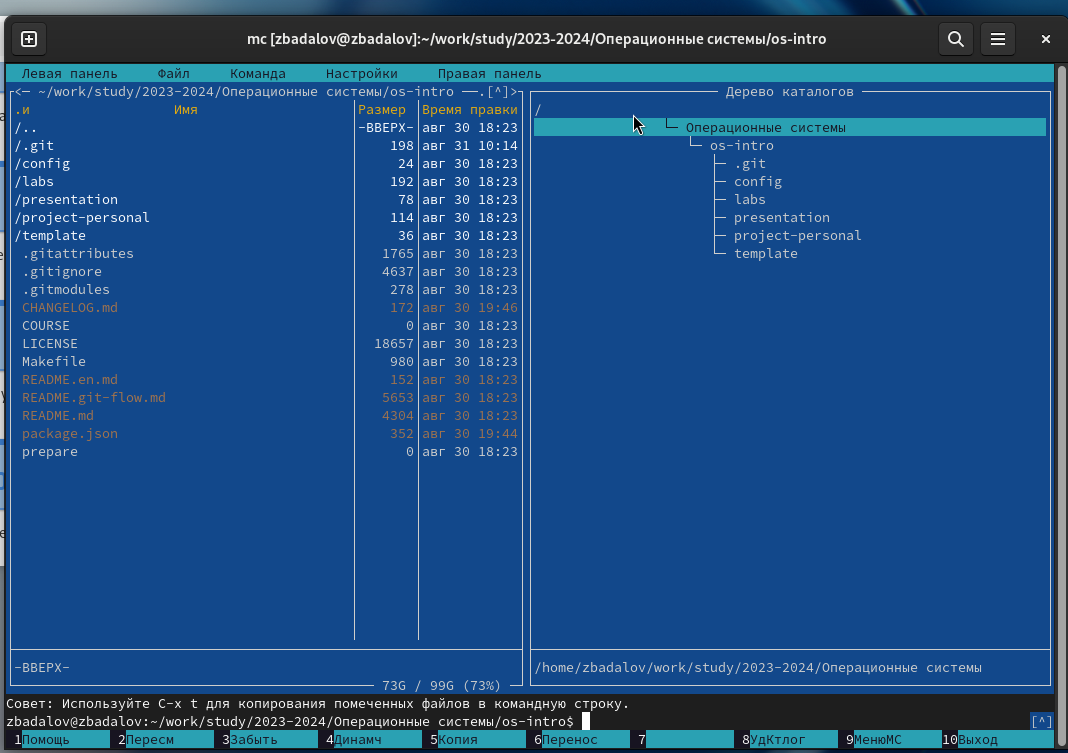 mc [zbadalov@zbadalov]:~/work/study/2023-2024/Операционные системы/os-intro
Левая панель Файл Команда Настройки Правая панель
<─ ~/work/study/2023-2024/Операционные системы/os-intro ──.[^]>
.и Имя Размер Время правки
/.. -ВВЕРХ- авг 30 18:23
/.git 198 авг 31 10:14
/config 24 авг 30 18:23
/labs 192 авг 30 18:23
/presentation 78 авг 30 18:23
/project-personal 114 авг 30 18:23
/template 36 авг 30 18:23
.gitattributes 1765 авг 30 18:23
.gitignore 4637 авг 30 18:23
.gitmodules 278 авг 30 18:23
CHANGELOG.md 172 авг 30 19:46
COURSE 0 авг 30 18:23
LICENSE 18657 авг 30 18:23
Makefile 980 авг 30 18:23
README.en.md 152 авг 30 18:23
README.git-flow.md 5653 авг 30 18:23
README.md 4304 авг 30 18:23
package.json 352 авг 30 19:44
prepare 0 авг 30 18:23
-ВВЕРХ-
73G / 99G (73%)
Дерево каталогов
/
Операционные системы
os-intro
.git
config
labs
presentation
project-personal
template
/home/zbadalov/work/study/2023-2024/Операционные системы
Совет: Используйте C-x t для копирования помеченных файлов в командную строку.
zbadalov@zbadalov:~/work/study/2023-2024/Операционные системы/os-intro$ [^]
1Помощь 2Пересм 3Забыть 4Динамч 5Копия 6Перенос 7 8УдКтлог 9МенюМС 10Выход